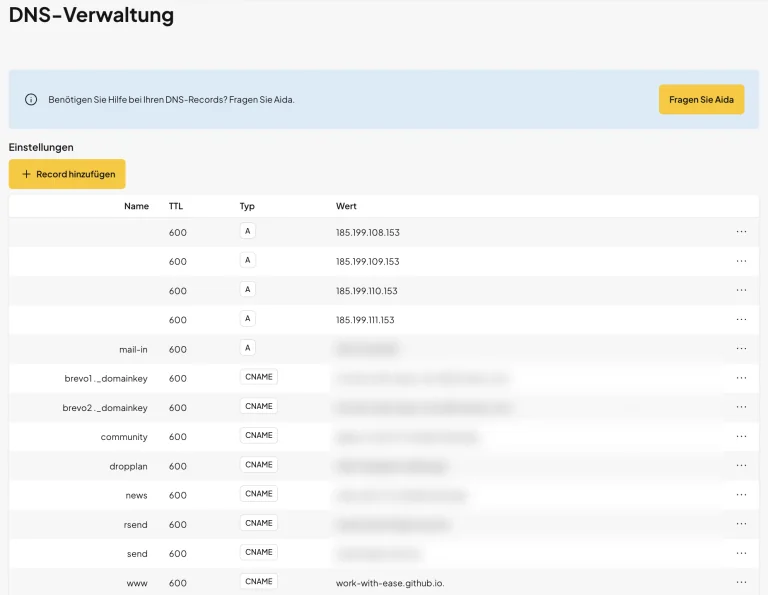 DNS-Verwaltung
Benötigen Sie Hilfe bei Ihren DNS-Records? Fragen Sie Aida.
Fragen Sie Aida
Einstellungen
+ Record hinzufügen
Name TTL Typ Wert
600 A 185.199.108.153 ...
600 A 185.199.109.153 ...
600 A 185.199.110.153 ...
600 A 185.199.111.153 ...
mail-in 600 A ...
brevo1._domainkey 600 CNAME ...
brevo2._domainkey 600 CNAME ...
community 600 CNAME ...
dropplan 600 CNAME ...
news 600 CNAME ...
rsend 600 CNAME ...
send 600 CNAME ...
www 600 CNAME work-with-ease.github.io. ...